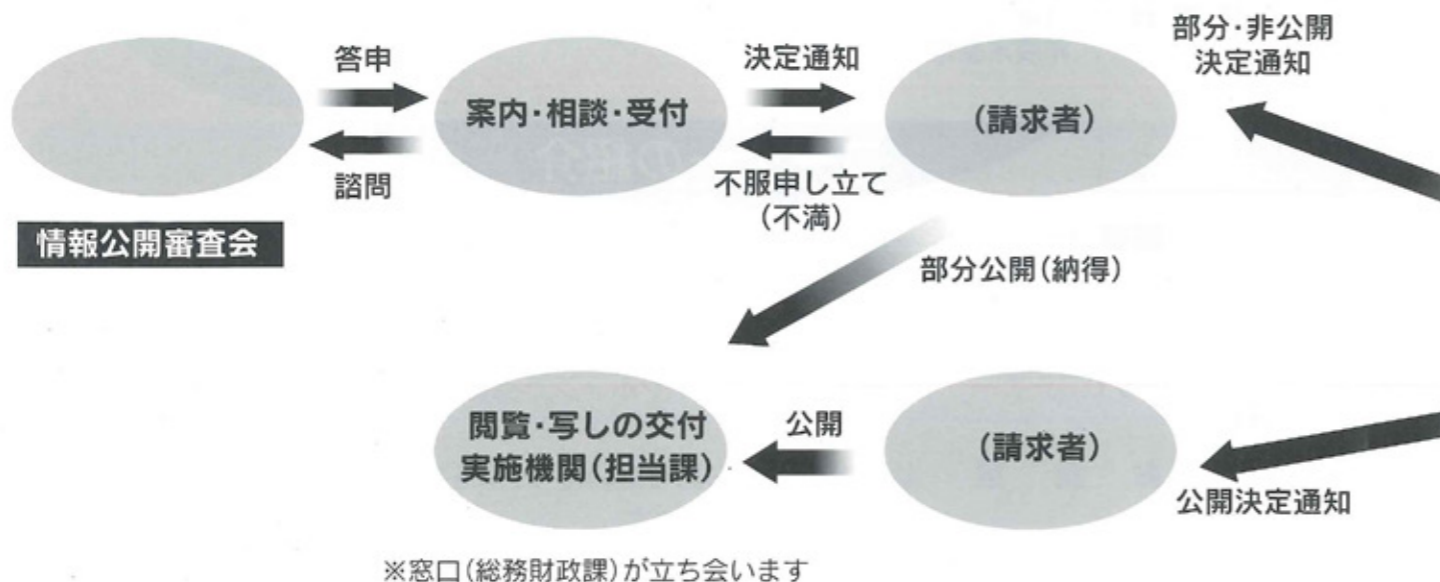 部分・非公開
決定通知
答申
決定通知
案内・相談・受付
(請求者)
諮問
不服申し立て
(不満)
情報公開審査会
部分公開(納得)
閲覧・写しの交付
実施機関(担当課)
公開
(請求者)
公開決定通知
※窓口(総務財政課)が立ち会います